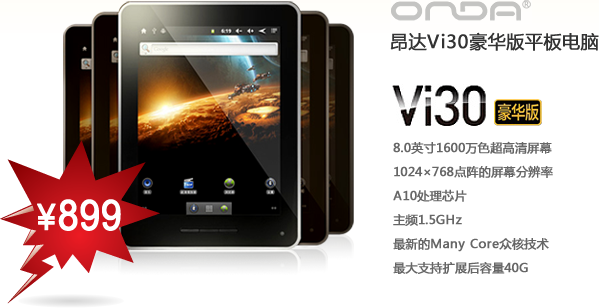 ONDA®
昂达Vi30豪华版平板电脑
Vi30 豪华版
8.0英寸1600万色超高清屏幕
1024×768点阵的屏幕分辨率
A10处理芯片
主频1.5GHz
最新的Many Core众核技术
最大支持扩展后容量40G
¥899
8:19